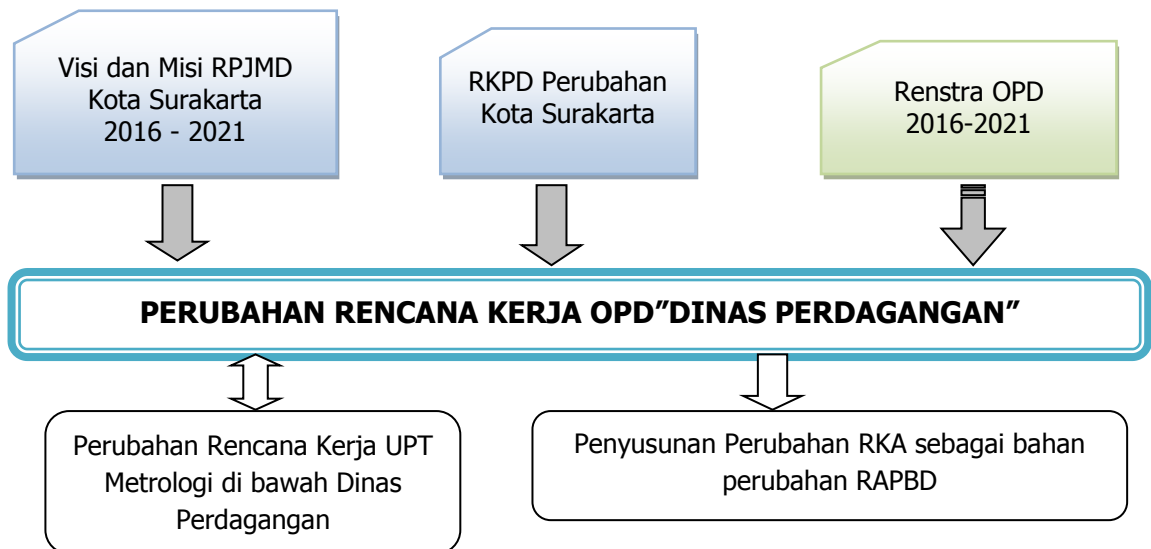 Visi dan Misi RPJMD
Kota Surakarta
2016 - 2021
RKPD Perubahan
Kota Surakarta
Renstra OPD
2016-2021
PERUBAHAN RENCANA KERJA OPD”DINAS PERDAGANGAN”
Perubahan Rencana Kerja UPT
Metrologi di bawah Dinas
Perdagangan
Penyusunan Perubahan RKA sebagai bahan
perubahan RAPBD